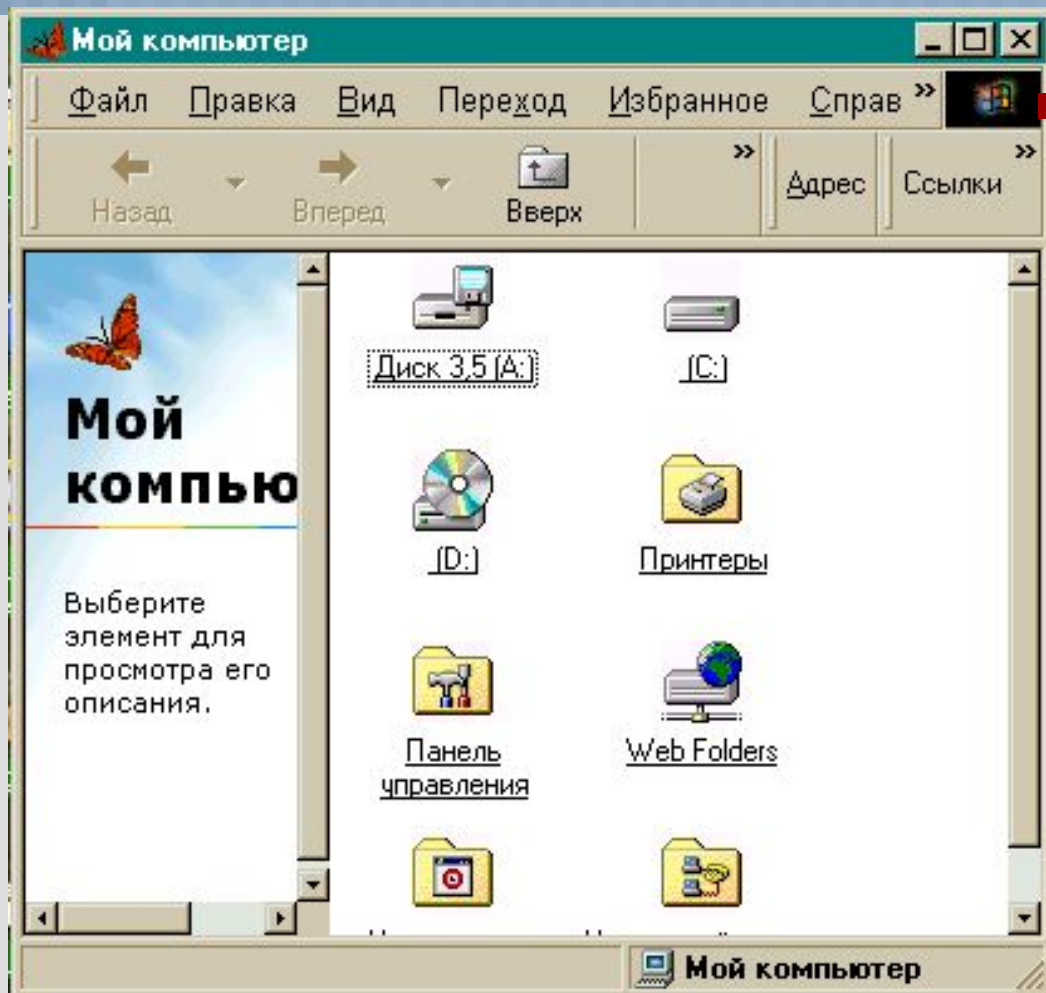 Мой компьютер
Файл Правка Вид Переход Избранное Справ »
Назад Вперед Вверх » Адрес Ссылки »
Мой
компью
Выберите
элемент для
просмотра его
описания.
Диск 3,5 (A:) (C:)
(D:) Принтеры
Панель
управления
Web Folders
Мой компьютер